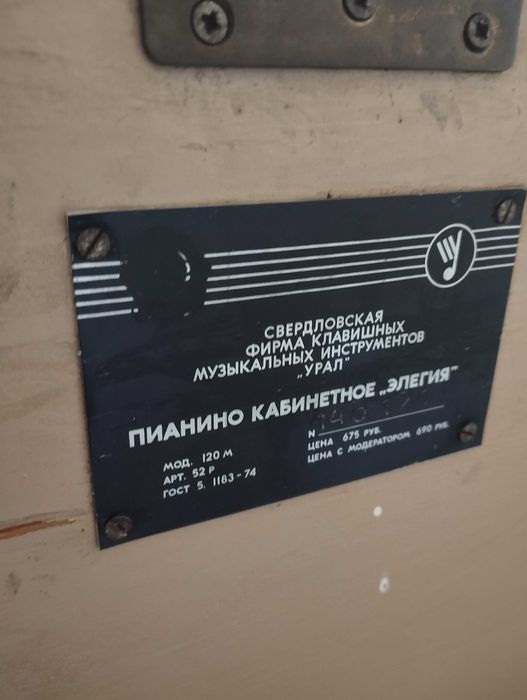 СВЕРДЛОВСКАЯ
ФИРМА КЛАВИШНЫХ
МУЗЫКАЛЬНЫХ ИНСТРУМЕНТОВ
„УРАЛ"
ПИАНИНО КАБИНЕТНОЕ „ЭЛЕГИЯ"
МОД. 120 М
АРТ. 52 Р
ГОСТ 5. 1183-74
N
ЦЕНА 675 РУБ.
ЦЕНА С МОДЕРАТОРОМ 690 РУБ.